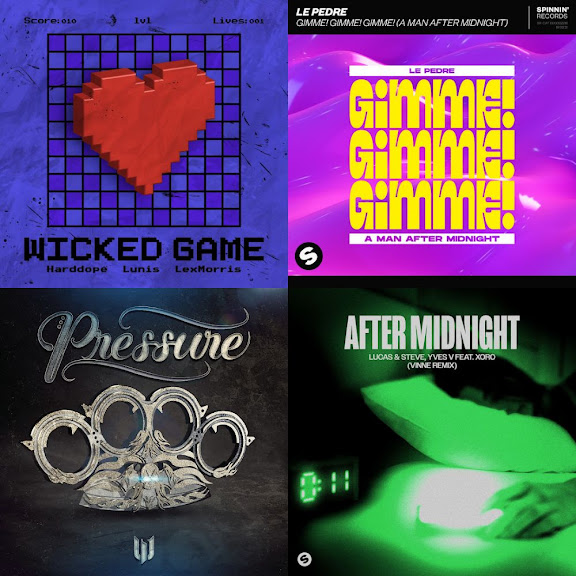 Score:010 lvl Lives:001
WICKED GAME
Harddope Lunis LexMorris
LE PEDRE
GIMME! GIMME! GIMME! (A MAN AFTER MIDNIGHT)
SPINNIN'
RECORDS
LE PEDRE
GIMME!
GIMME!
GIMME!
A MAN AFTER MIDNIGHT
Pressure
AFTER MIDNIGHT
LUCAS & STEVE, YVES V FEAT. XORO
(VINNE REMIX)
0:11